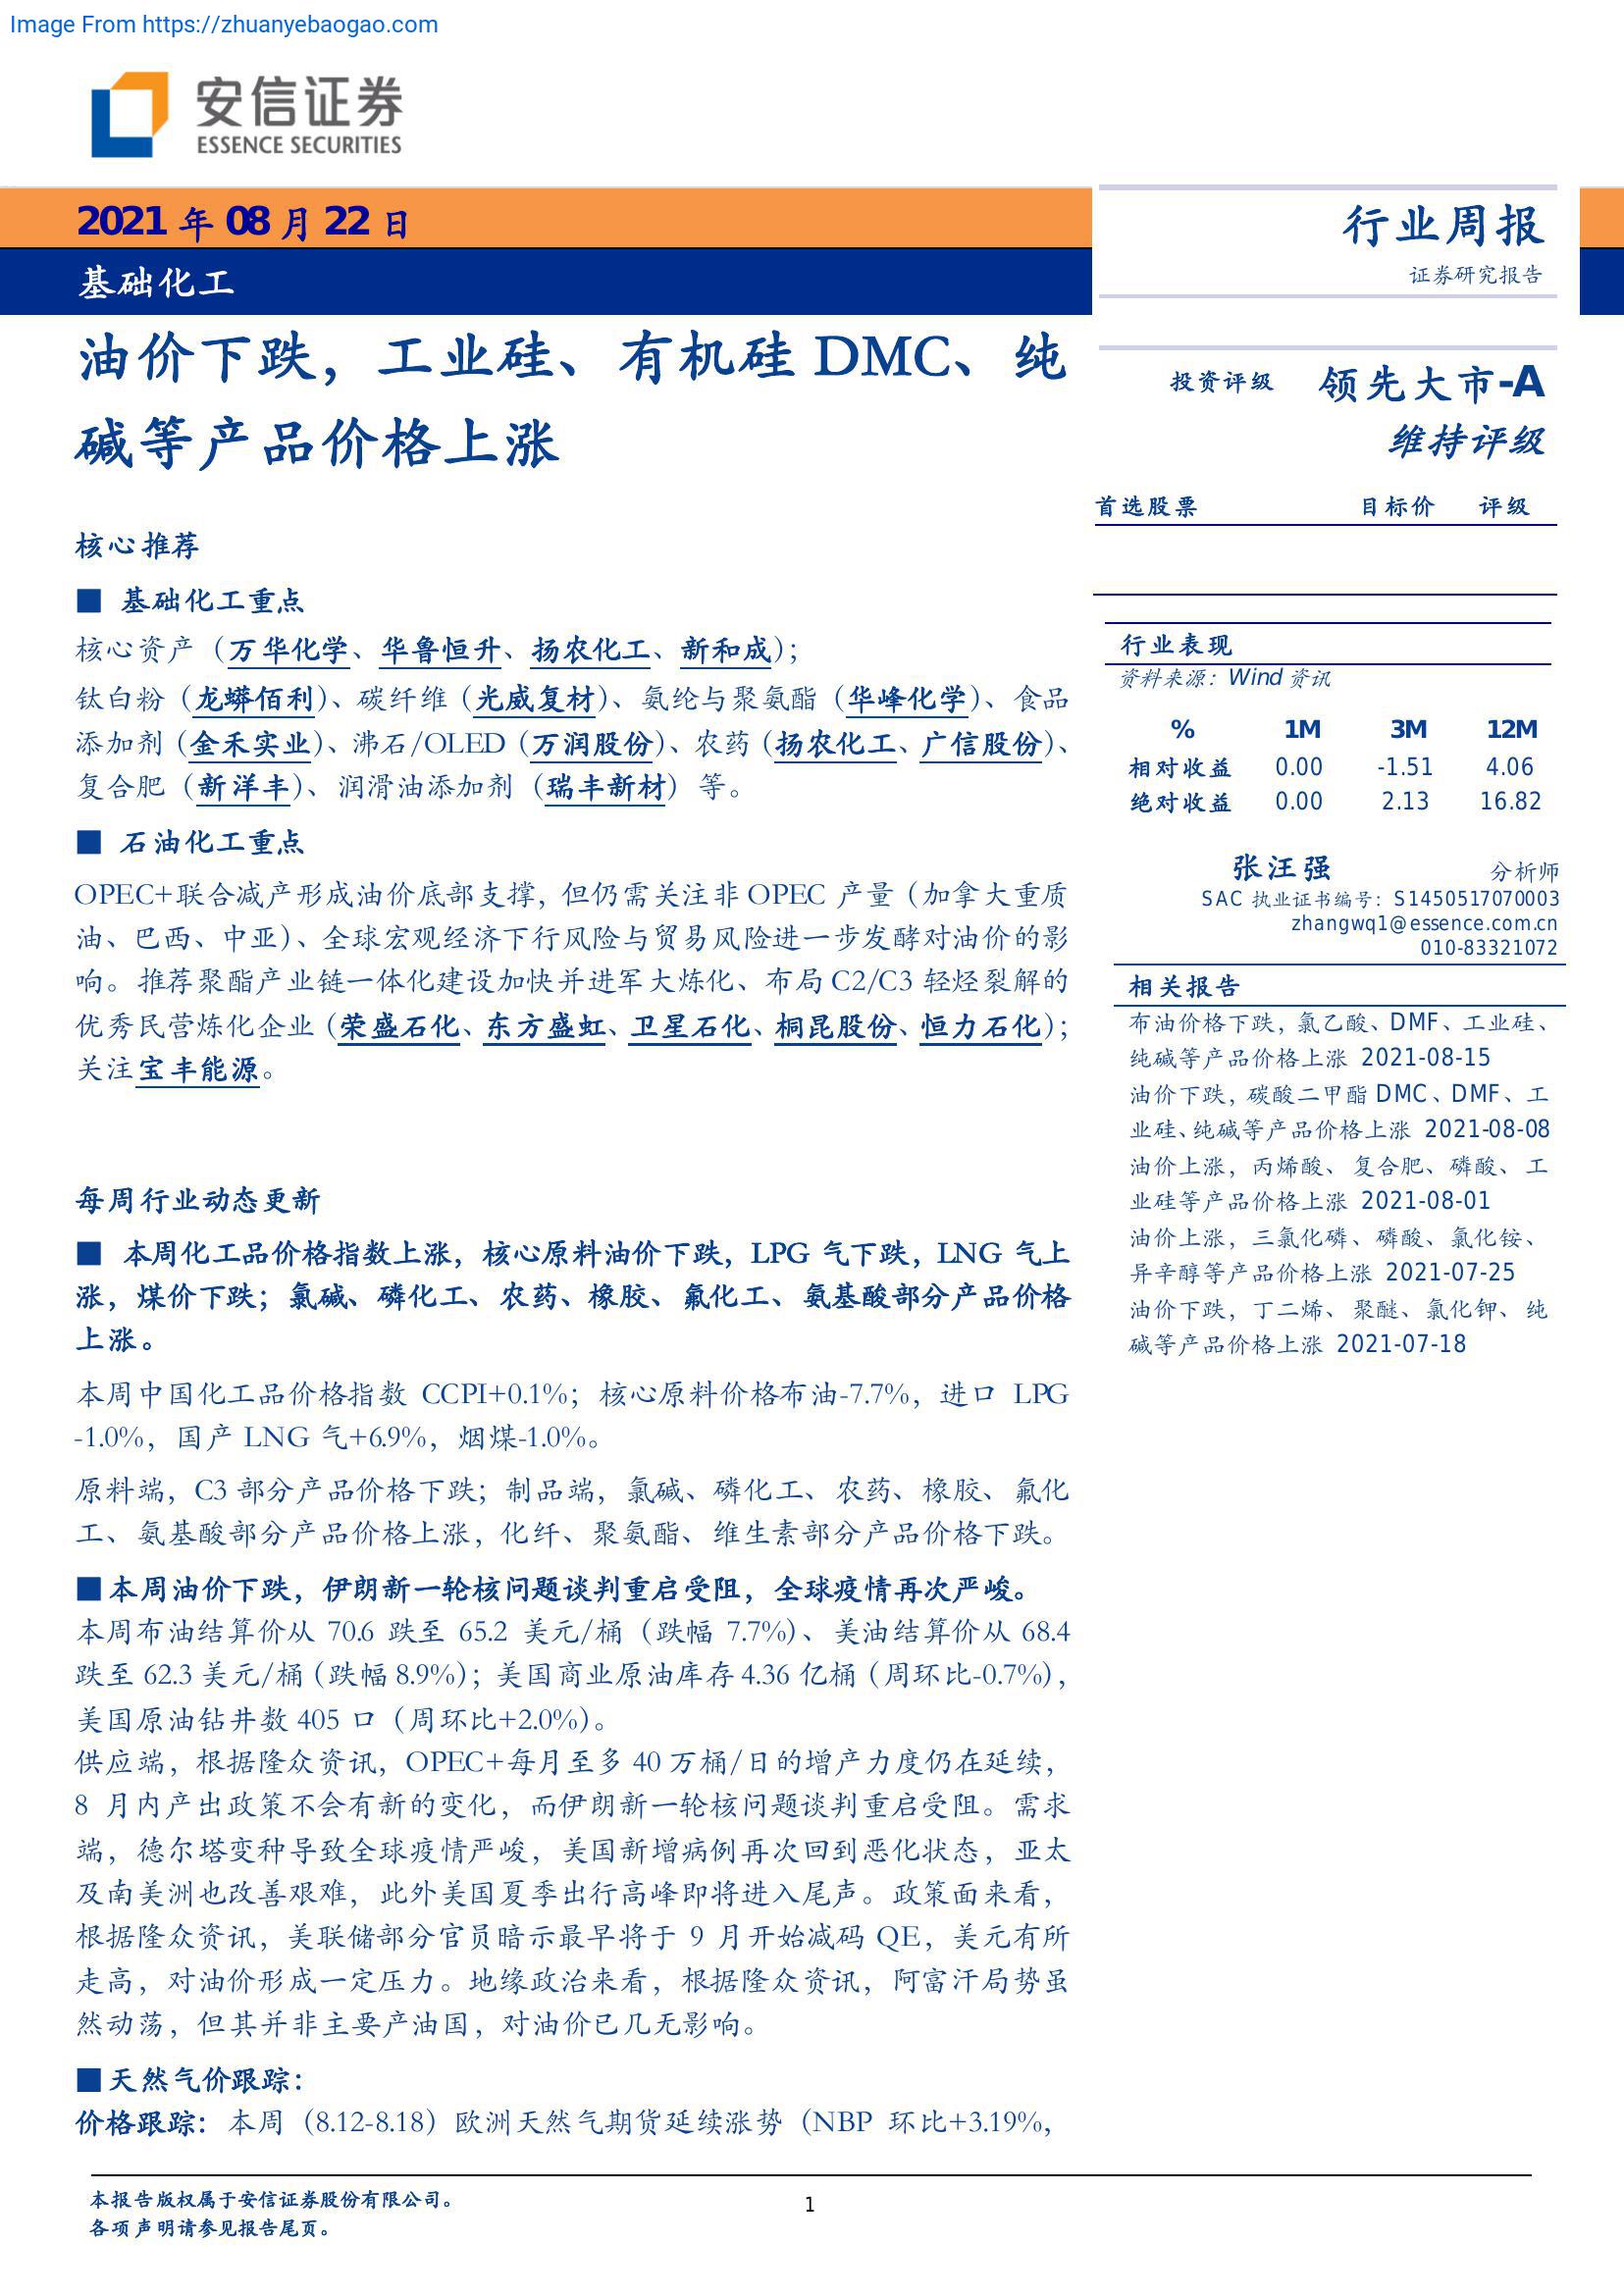 Image From https://zhuanyebaogao.com
安信证券
ESSENCE SECURITIES
2021 年 08 月 22 日
基础化工
行业周报
证券研究报告
油价下跌，工业硅、有机硅 DMC、纯
碱等产品价格上涨
核心推荐
■ 基础化工重点
核心资产（万华化学、华鲁恒升、扬农化工、新和成）；
钛白粉（龙蟒佰利）、碳纤维（光威复材）、氨纶与聚氨酯（华峰化学）、食品
添加剂（金禾实业）、沸石/OLED（万润股份）、农药（扬农化工、广信股份）、
复合肥（新洋丰）、润滑油添加剂（瑞丰新材）等。
■ 石油化工重点
OPEC+联合减产形成油价底部支撑，但仍需关注非 OPEC 产量（加拿大重质
油、巴西、中亚）、全球宏观经济下行风险与贸易风险进一步发酵对油价的影
响。推荐聚酯产业链一体化建设加快并进军大炼化、布局 C2/C3 轻烃裂解的
优秀民营炼化企业（荣盛石化、东方盛虹、卫星石化、桐昆股份、恒力石化）；
关注宝丰能源。
每周行业动态更新
■ 本周化工品价格指数上涨，核心原料油价下跌，LPG 气下跌，LNG 气上
涨，煤价下跌；氯碱、磷化工、农药、橡胶、氟化工、氨基酸部分产品价格
上涨。
本周中国化工品价格指数 CCPI+0.1%；核心原料价格布油-7.7%，进口 LPG
-1.0%，国产 LNG 气+6.9%，烟煤-1.0%。
原料端，C3 部分产品价格下跌；制品端，氯碱、磷化工、农药、橡胶、氟化
工、氨基酸部分产品价格上涨，化纤、聚氨酯、维生素部分产品价格下跌。
■本周油价下跌，伊朗新一轮核问题谈判重启受阻，全球疫情再次严峻。
本周布油结算价从 70.6 跌至 65.2 美元/桶（跌幅 7.7%）、美油结算价从 68.4
跌至 62.3 美元/桶（跌幅 8.9%）；美国商业原油库存 4.36 亿桶（周环比-0.7%），
美国原油钻井数 405 口（周环比+2.0%）。
供应端，根据隆众资讯，OPEC+每月至多 40 万桶/日的增产力度仍在延续，
8 月内产出政策不会有新的变化，而伊朗新一轮核问题谈判重启受阻。需求
端，德尔塔变种导致全球疫情严峻，美国新增病例再次回到恶化状态，亚太
及南美洲也改善艰难，此外美国夏季出行高峰即将进入尾声。政策面来看，
根据隆众资讯，美联储部分官员暗示最早将于 9 月开始减码 QE，美元有所
走高，对油价形成一定压力。地缘政治来看，根据隆众资讯，阿富汗局势虽
然动荡，但其并非主要产油国，对油价已几无影响。
■天然气价跟踪：
价格跟踪：本周（8.12-8.18）欧洲天然气期货延续涨势（NBP 环比+3.19%，
投资评级 领先大市-A
维持评级
首选股票 目标价 评级
行业表现
资料来源：Wind 资讯
% 1M 3M 12M
相对收益 0.00 -1.51 4.06
绝对收益 0.00 2.13 16.82
张汪强 分析师
SAC 执业证书编号：S1450517070003
zhangwq1@essence.com.cn
010-83321072
相关报告
布油价格下跌，氯乙酸、DMF、工业硅、
纯碱等产品价格上涨 2021-08-15
油价下跌，碳酸二甲酯 DMC、DMF、工
业硅、纯碱等产品价格上涨 2021-08-08
油价上涨，丙烯酸、复合肥、磷酸、工
业硅等产品价格上涨 2021-08-01
油价上涨，三氯化磷、磷酸、氯化铵、
异辛醇等产品价格上涨 2021-07-25
油价下跌，丁二烯、聚醚、氯化钾、纯
碱等产品价格上涨 2021-07-18
本报告版权属于安信证券股份有限公司。
各项声明请参见报告尾页。
1